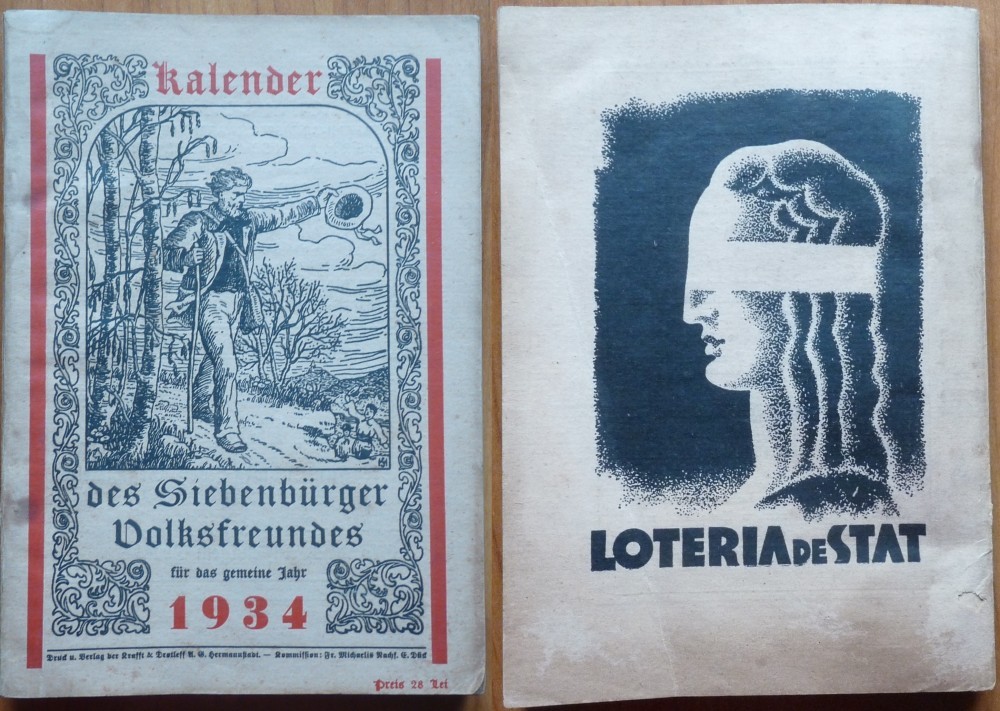 Kalender
des Siebenbürger
Volksfreundes
für das gemeine Jahr
1934
Druck u. Verlag der Krafft & Drotleff A. G. Hermannstadt. — Kommission: Fr. Michaelis Nachf. E. Dück
Preis 28 Lei
LOTERIA DE STAT